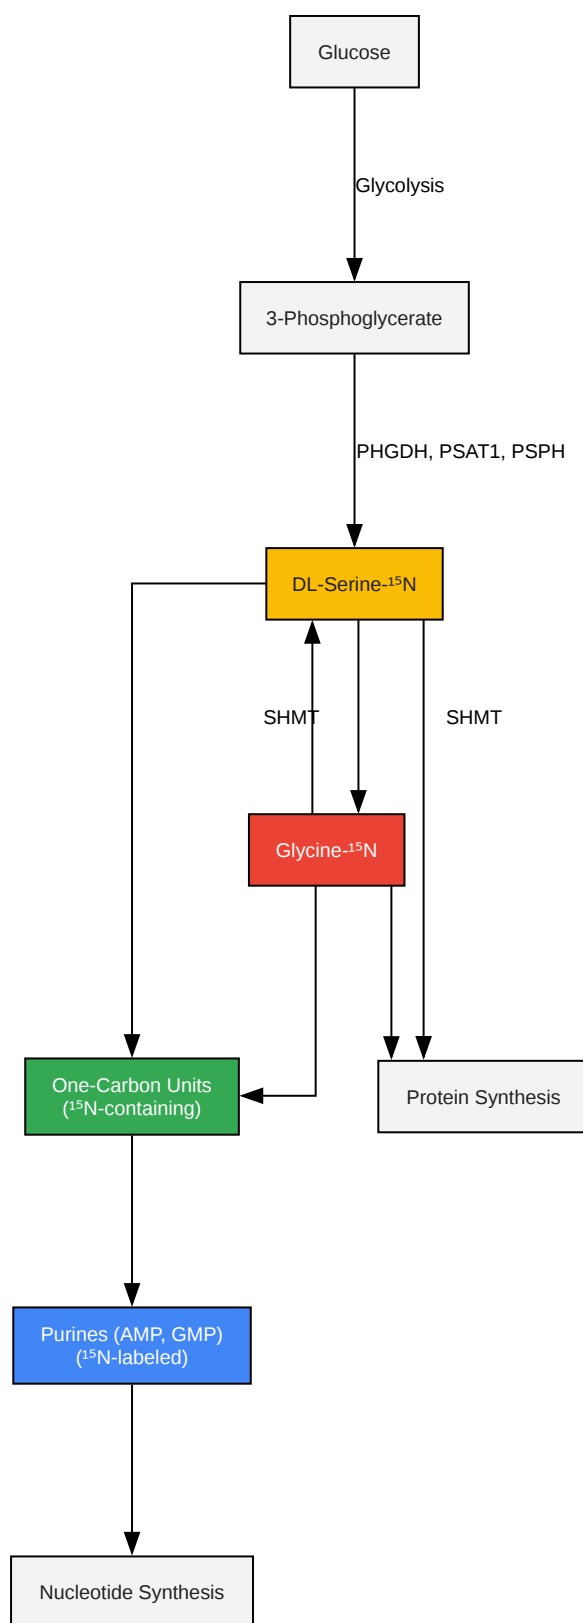 Glucose
Glycolysis
3-Phosphoglycerate
PHGDH, PSAT1, PSPH
DL-Serine-¹⁵N
SHMT
SHMT
Glycine-¹⁵N
One-Carbon Units
(¹⁵N-containing)
Protein Synthesis
Purines (AMP, GMP)
(¹⁵N-labeled)
Nucleotide Synthesis